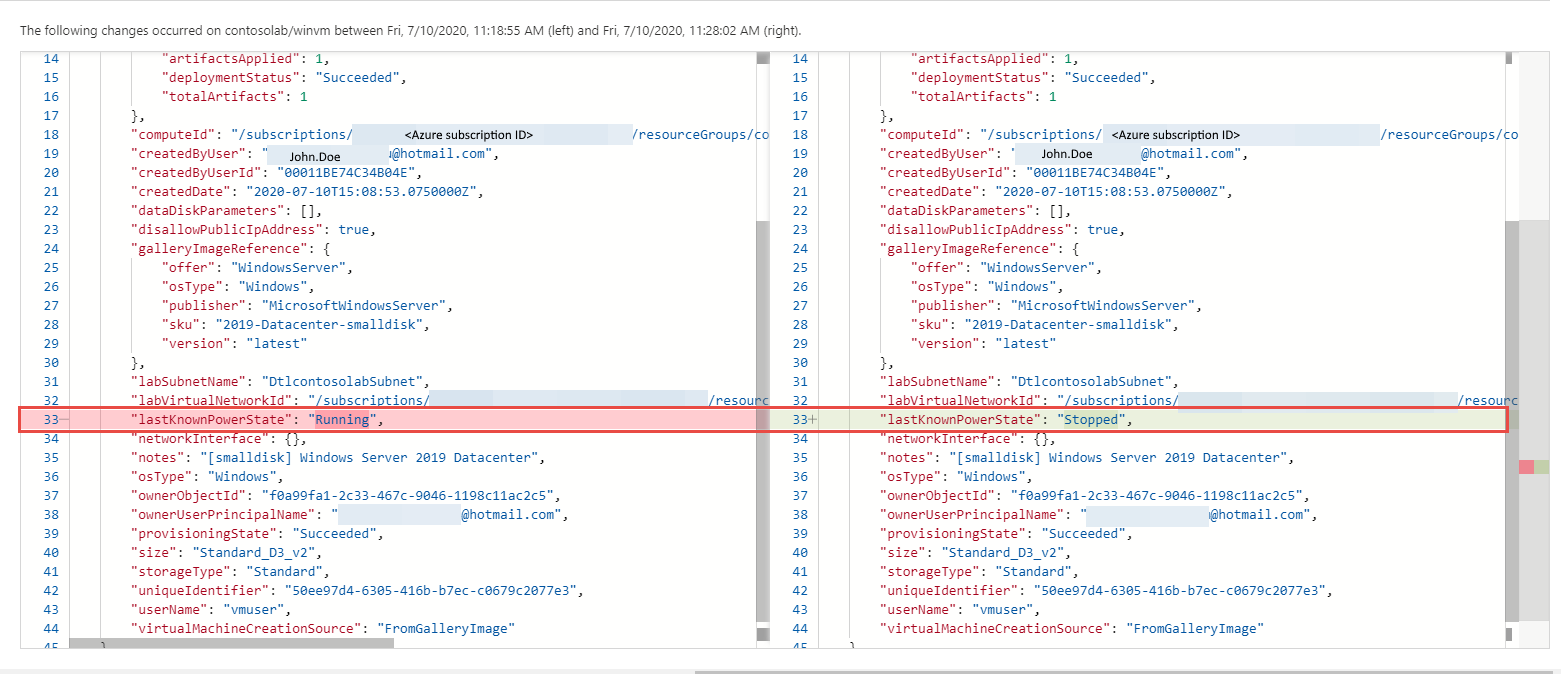 The following changes occurred on contosolab/winvm between Fri, 7/10/2020, 11:18:55 AM (left) and Fri, 7/10/2020, 11:28:02 AM (right).
14 "artifactsApplied": 1,
15 "deploymentStatus": "Succeeded",
16 "totalArtifacts": 1
17 },
18 "computeId": "/subscriptions/ <Azure subscription ID> /resourceGroups/co
19 "createdByUser": " John.Doe @hotmail.com",
20 "createdByUserId": "00011BE74C34B04E",
21 "createdDate": "2020-07-10T15:08:53.0750000Z",
22 "dataDiskParameters": [],
23 "disallowPublicIpAddress": true,
24 "galleryImageReference": {
25 "offer": "WindowsServer",
26 "osType": "Windows",
27 "publisher": "MicrosoftWindowsServer",
28 "sku": "2019-Datacenter-smalldisk",
29 "version": "latest"
30 },
31 "labSubnetName": "DtlcontosolabSubnet",
32 "labVirtualNetworkId": "/subscriptions/ /resourc
33- "lastKnownPowerState": "Running",
34 "networkInterface": {},
35 "notes": "[smalldisk] Windows Server 2019 Datacenter",
36 "osType": "Windows",
37 "ownerObjectId": "f0a99fa1-2c33-467c-9046-1198c11ac2c5",
38 "ownerUserPrincipalName": " @hotmail.com",
39 "provisioningState": "Succeeded",
40 "size": "Standard_D3_v2",
41 "storageType": "Standard",
42 "uniqueIdentifier": "50ee97d4-6305-416b-b7ec-c0679c2077e3",
43 "userName": "vmuser",
44 "virtualMachineCreationSource": "FromGalleryImage"
45 }
14 "artifactsApplied": 1,
15 "deploymentStatus": "Succeeded",
16 "totalArtifacts": 1
17 },
18 "computeId": "/subscriptions/ <Azure subscription ID> /resourceGroups/co
19 "createdByUser": " John.Doe @hotmail.com",
20 "createdByUserId": "00011BE74C34B04E",
21 "createdDate": "2020-07-10T15:08:53.0750000Z",
22 "dataDiskParameters": [],
23 "disallowPublicIpAddress": true,
24 "galleryImageReference": {
25 "offer": "WindowsServer",
26 "osType": "Windows",
27 "publisher": "MicrosoftWindowsServer",
28 "sku": "2019-Datacenter-smalldisk",
29 "version": "latest"
30 },
31 "labSubnetName": "DtlcontosolabSubnet",
32 "labVirtualNetworkId": "/subscriptions/ /resourc
33+ "lastKnownPowerState": "Stopped",
34 "networkInterface": {},
35 "notes": "[smalldisk] Windows Server 2019 Datacenter",
36 "osType": "Windows",
37 "ownerObjectId": "f0a99fa1-2c33-467c-9046-1198c11ac2c5",
38 "ownerUserPrincipalName": " @hotmail.com",
39 "provisioningState": "Succeeded",
40 "size": "Standard_D3_v2",
41 "storageType": "Standard",
42 "uniqueIdentifier": "50ee97d4-6305-416b-b7ec-c0679c2077e3",
43 "userName": "vmuser",
44 "virtualMachineCreationSource": "FromGalleryImage"
45 }